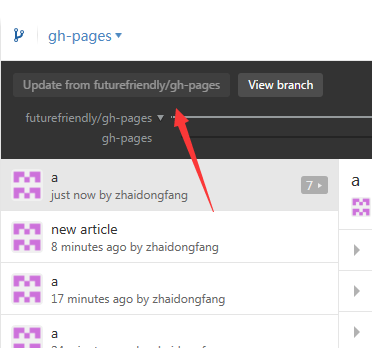 gh-pages
Update from futurefriendly/gh-pages View branch
futurefriendly/gh-pages
gh-pages
a
just now by zhaidongfang
7
a
new article
8 minutes ago by zhaidongfang
a
17 minutes ago by zhaidongfang
a